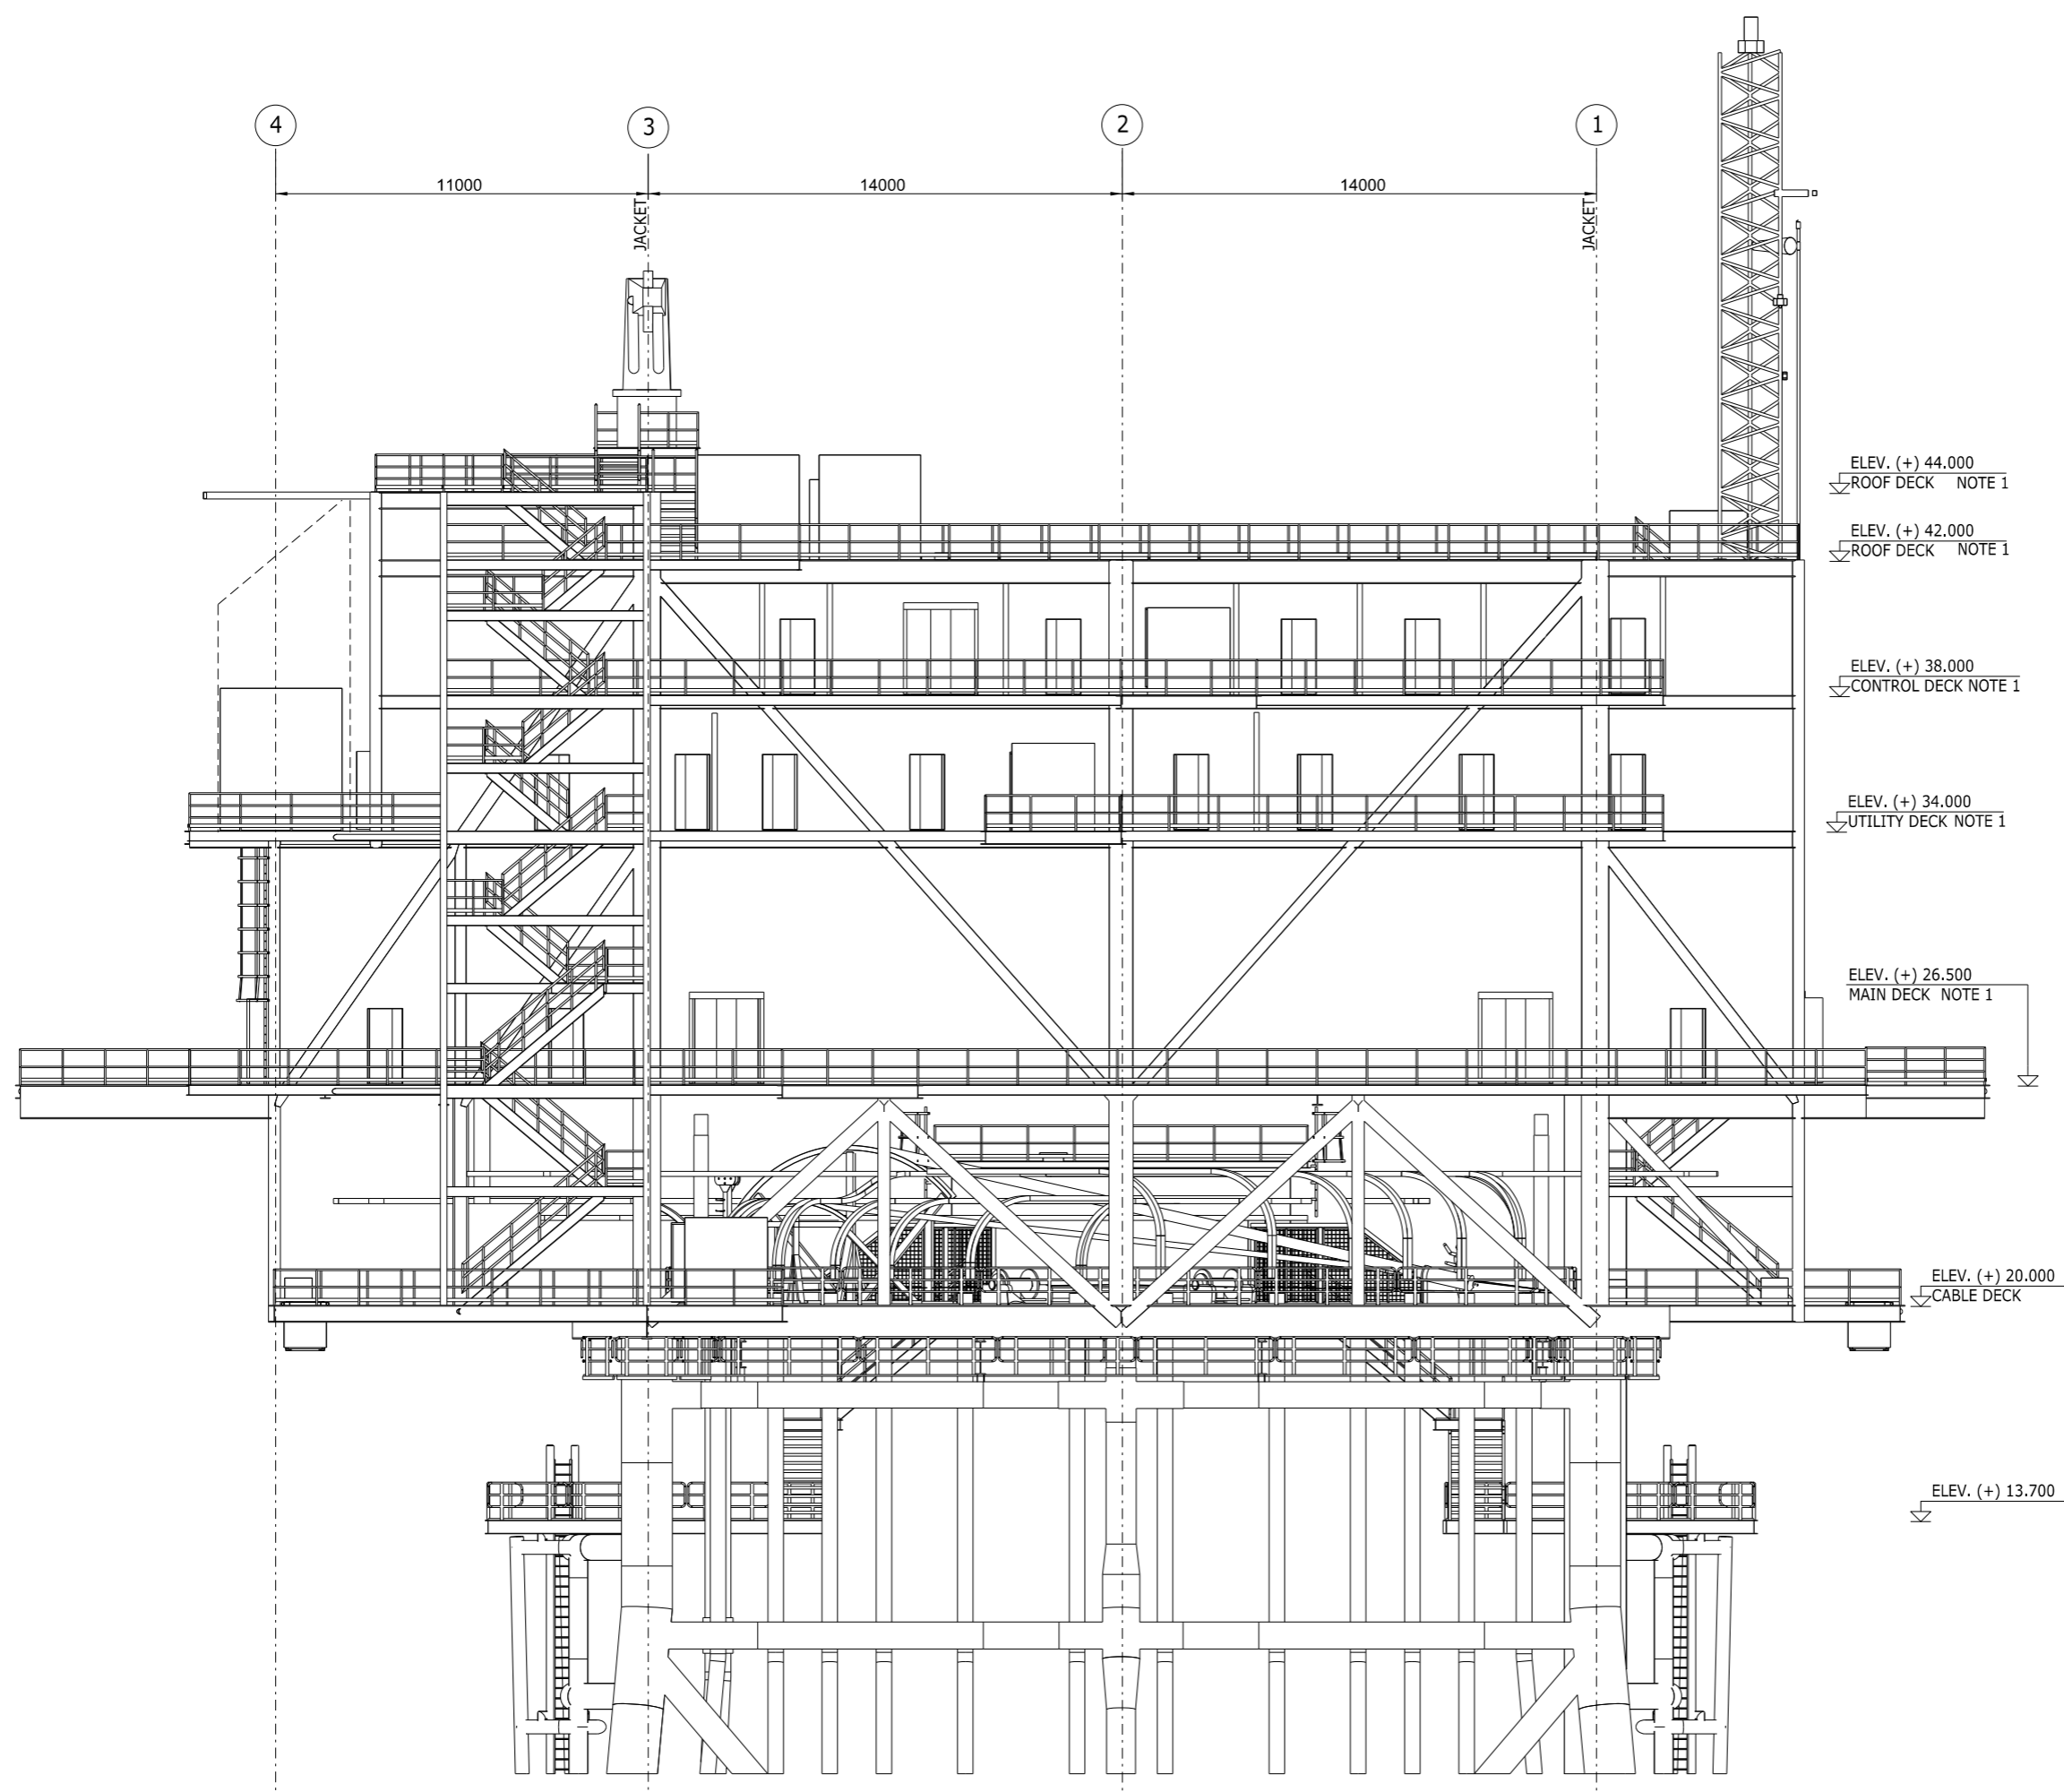 4
3
2
1
11000
14000
14000
JACKET
JACKET
ELEV. (+) 44.000
ROOF DECK NOTE 1
ELEV. (+) 42.000
ROOF DECK NOTE 1
ELEV. (+) 38.000
CONTROL DECK NOTE 1
ELEV. (+) 34.000
UTILITY DECK NOTE 1
ELEV. (+) 26.500
MAIN DECK NOTE 1
ELEV. (+) 20.000
CABLE DECK
ELEV. (+) 13.700